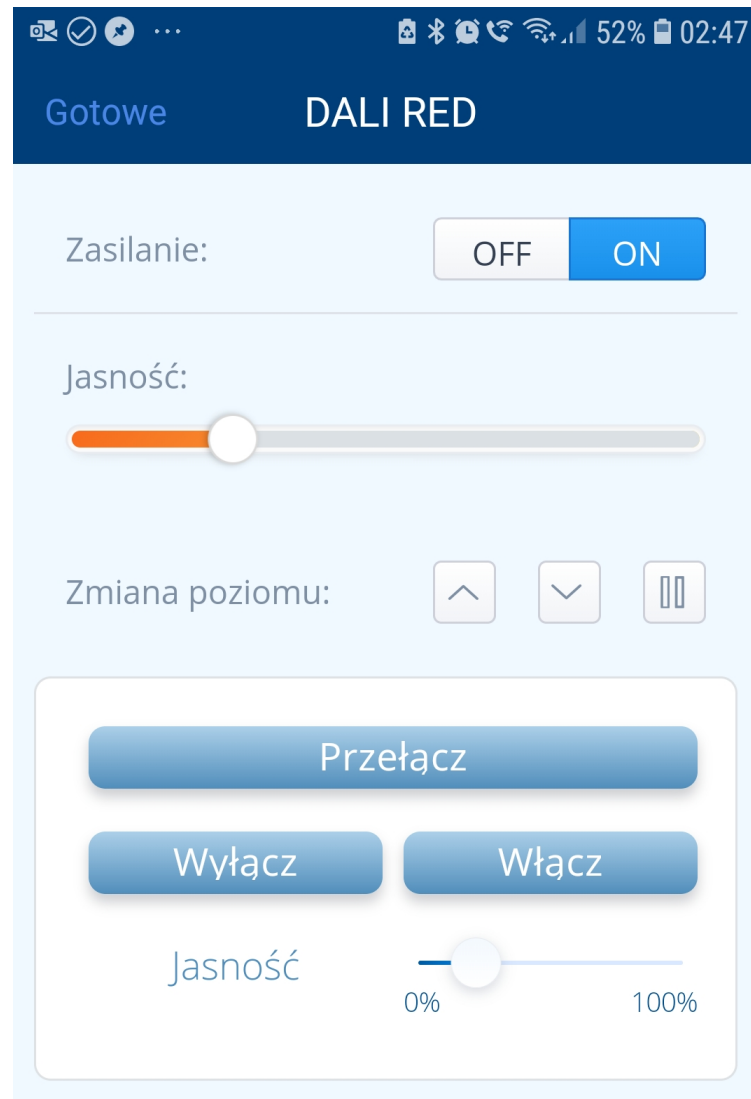 52% 02:47
Gotowe DALI RED
Zasilanie: OFF ON
Jasność:
Zmiana poziomu:
Przełącz
Wyłącz Włącz
Jasność
0% 100%